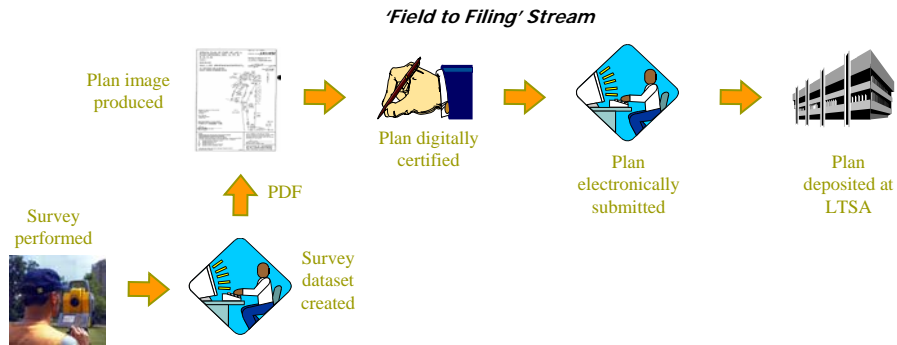 'Field to Filing' Stream
Plan image
produced
Plan digitally
certified
Plan
electronically
submitted
Plan
deposited at
LTSA
PDF
Survey
performed
Survey
dataset
created